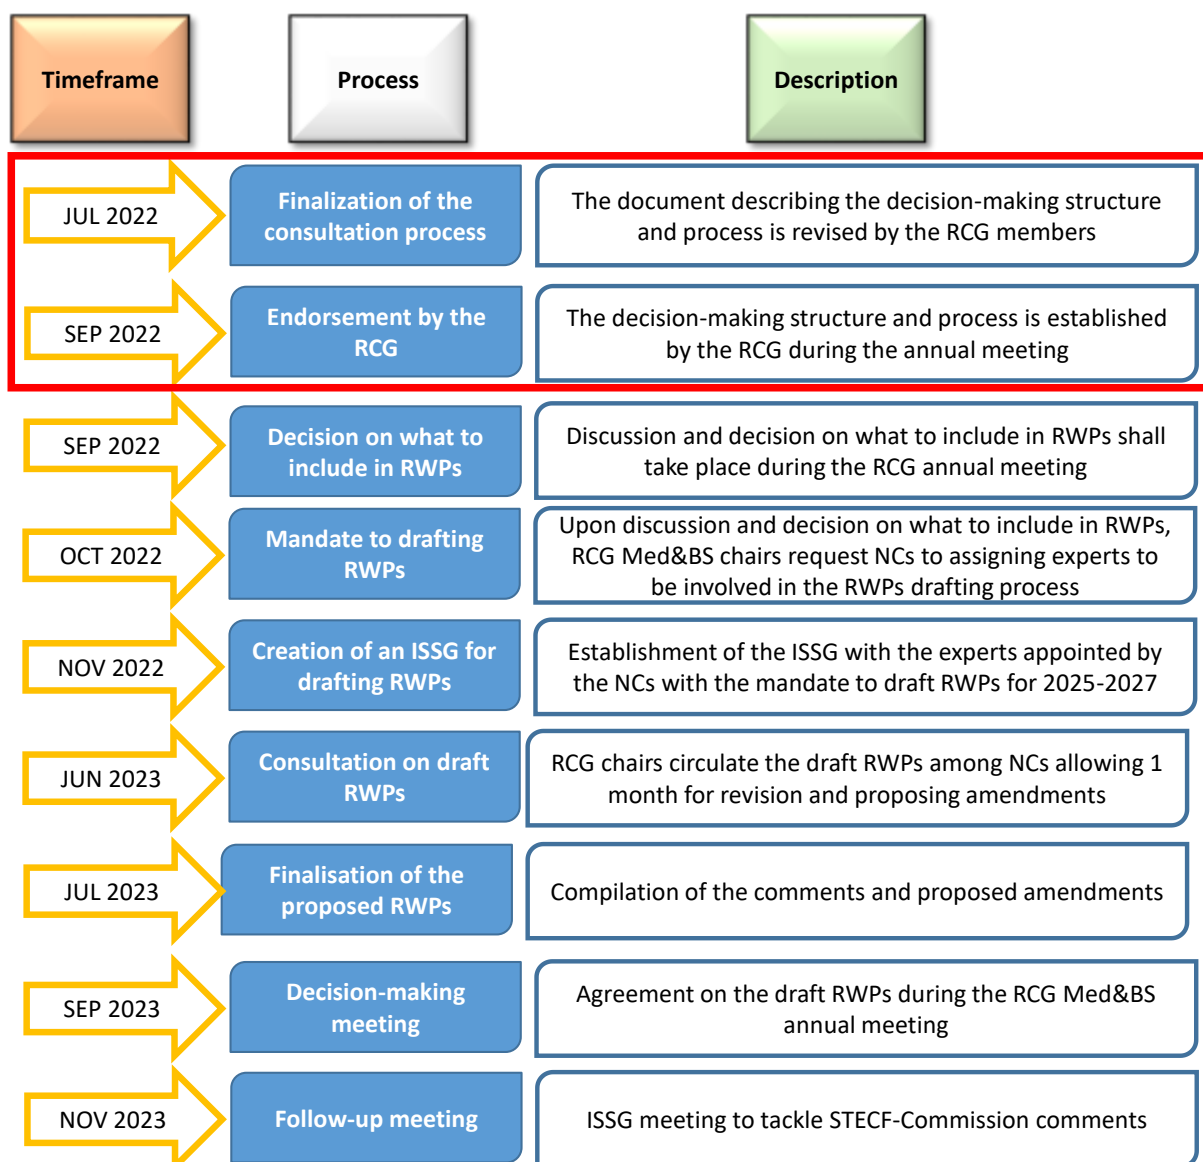 Timeframe
Process
Description
JUL 2022
Finalization of the
consultation process
The document describing the decision-making structure
and process is revised by the RCG members
SEP 2022
Endorsement by the
RCG
The decision-making structure and process is established
by the RCG during the annual meeting
SEP 2022
Decision on what to
include in RWPs
Discussion and decision on what to include in RWPs shall
take place during the RCG annual meeting
OCT 2022
Mandate to drafting
RWPs
Upon discussion and decision on what to include in RWPs,
RCG Med&BS chairs request NCs to assigning experts to
be involved in the RWPs drafting process
NOV 2022
Creation of an ISSG for
drafting RWPs
Establishment of the ISSG with the experts appointed by
the NCs with the mandate to draft RWPs for 2025-2027
JUN 2023
Consultation on draft
RWPs
RCG chairs circulate the draft RWPs among NCs allowing 1
month for revision and proposing amendments
JUL 2023
Finalisation of the
proposed RWPs
Compilation of the comments and proposed amendments
SEP 2023
Decision-making
meeting
Agreement on the draft RWPs during the RCG Med&BS
annual meeting
NOV 2023
Follow-up meeting
ISSG meeting to tackle STECF-Commission comments